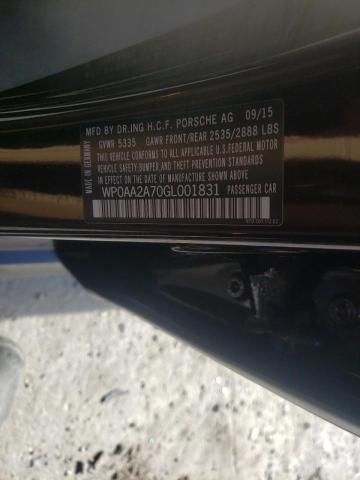 MFD BY DR.ING H.C.F. PORSCHE AG 09/15
GVWR 5335 GAWR FRONT/REAR 2535/2888 LBS
THIS VEHICLE CONFORMS TO ALL
APPLICABLE U.S. FEDERAL MOTOR
VEHICLE SAFETY, BUMPER, AND
THEFT PREVENTION STANDARDS
IN EFFECT ON THE DATE OF
MANUFACTURE SHOWN ABOVE.
WP0AA2A70GL001831 PASSENGER CAR
MADE IN GERMANY